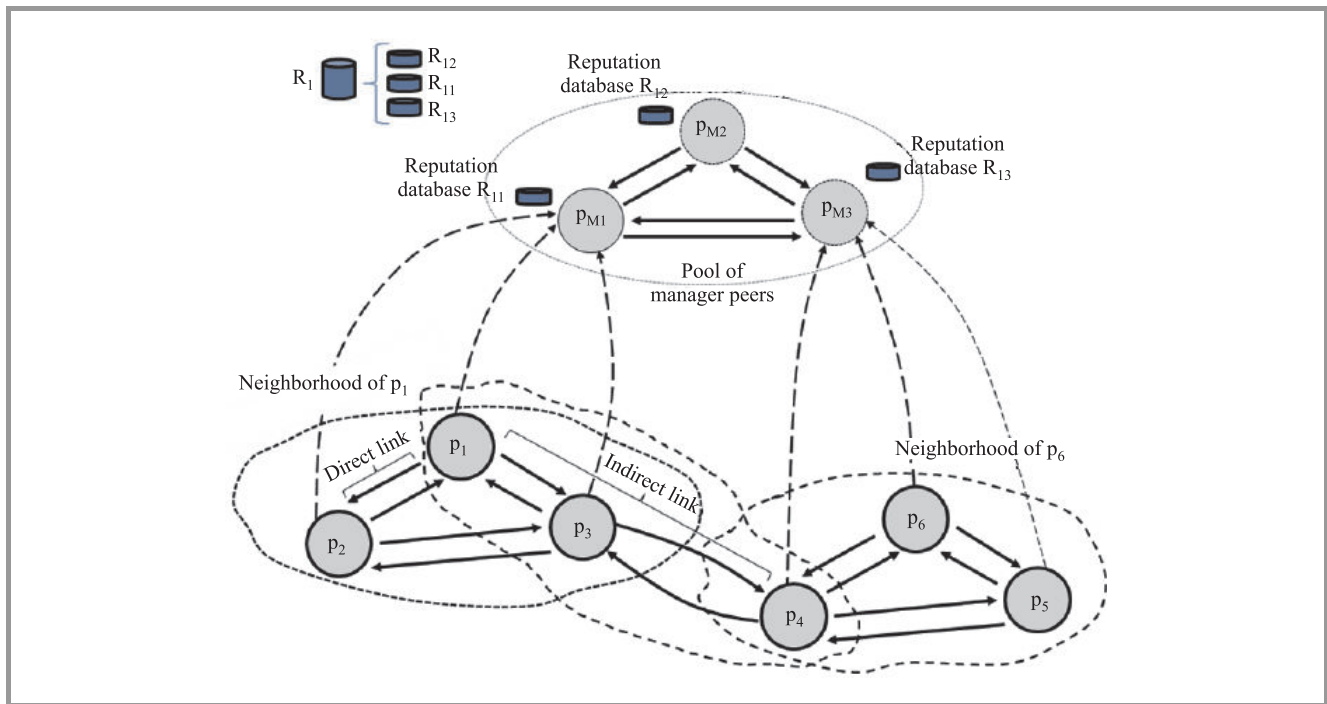 R1
R12
R11
R13
Reputation
database R12
pM2
Reputation
database R13
Reputation
database R11
pM1
pM3
Pool of
manager peers
Neighborhood of p1
Direct link
p1
Indirect link
Neighborhood of p6
p2
p3
p6
p4
p5